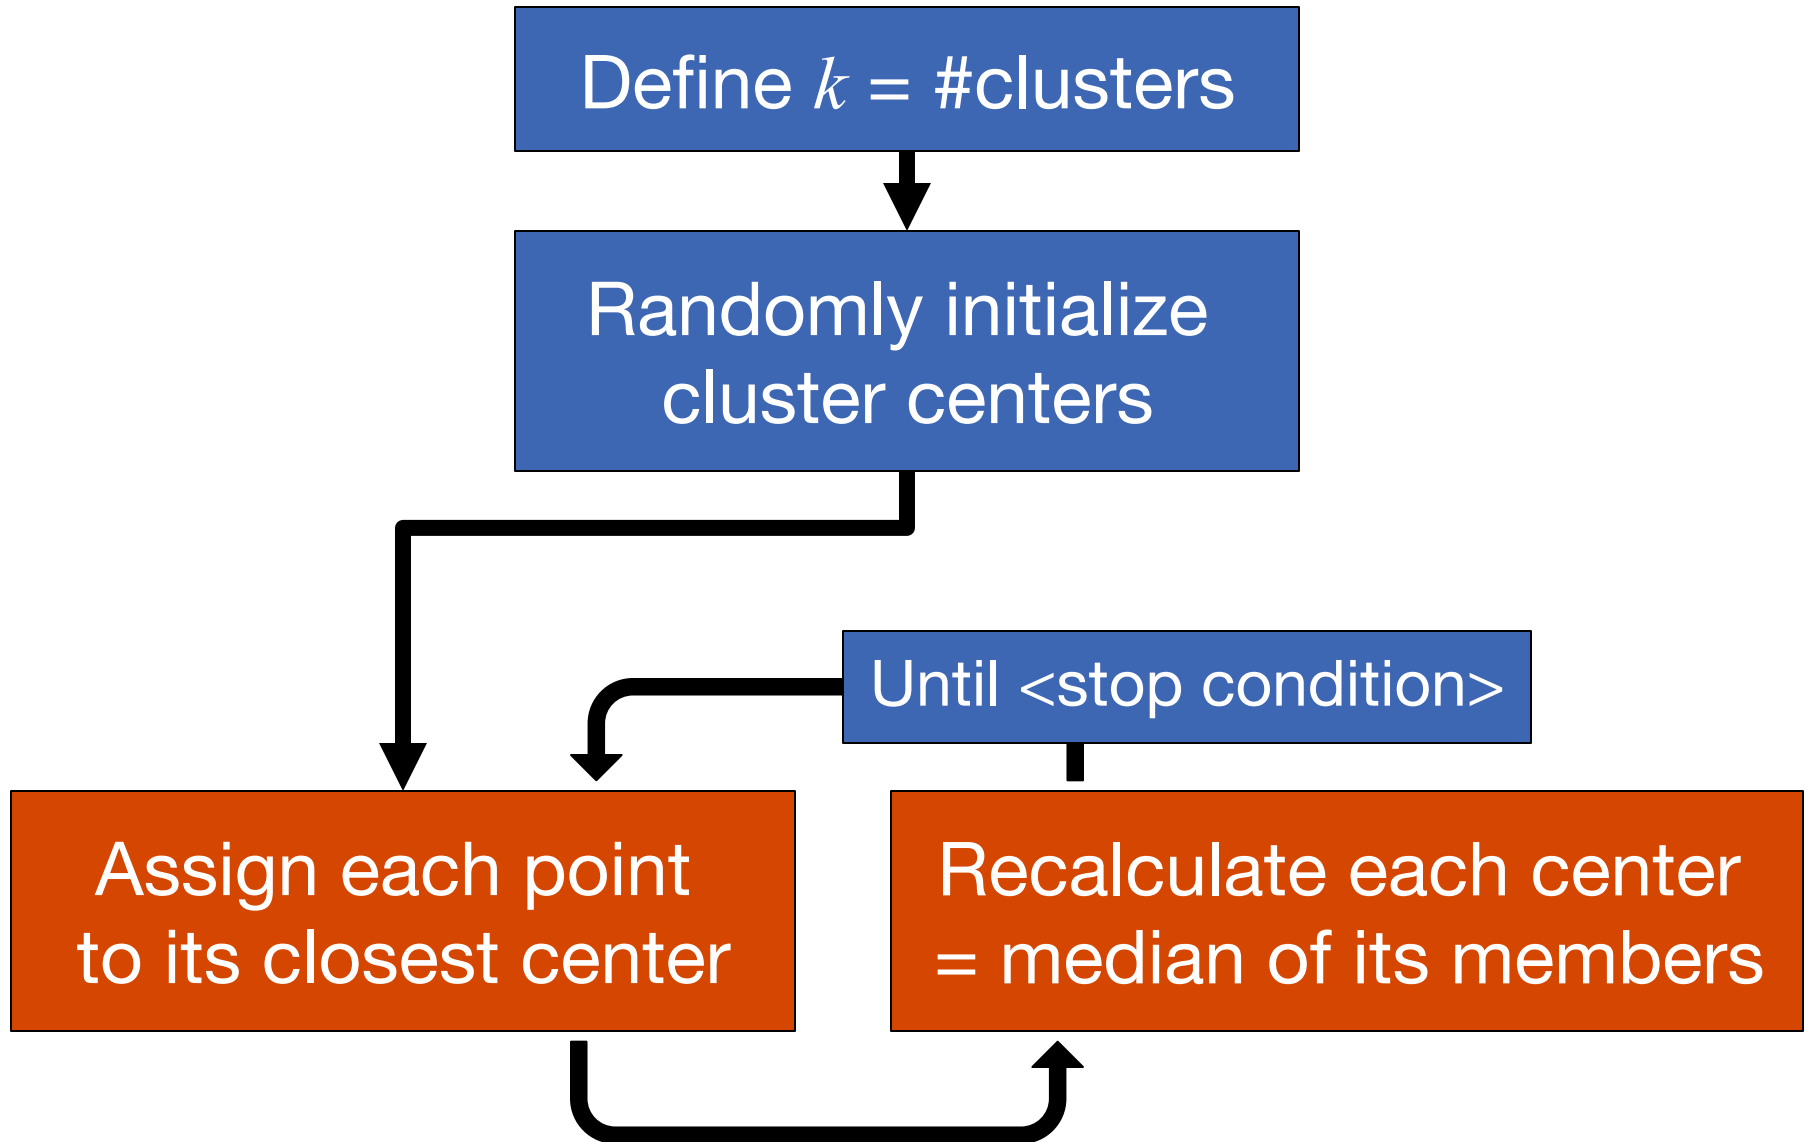 Define k = #clusters
Randomly initialize
cluster centers
Until <stop condition>
Assign each point
to its closest center
Recalculate each center
= median of its members